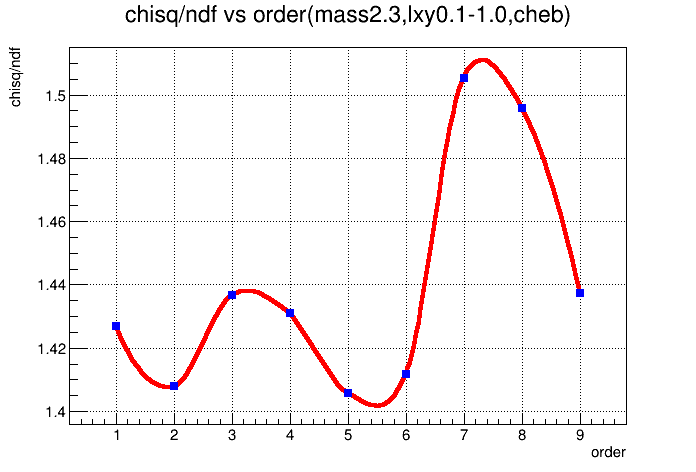 chisq/ndf vs order(mass2.3,lxy0.1-1.0,cheb)
chisq/ndf
1.5
1.48
1.46
1.44
1.42
1.4
1 2 3 4 5 6 7 8 9
order